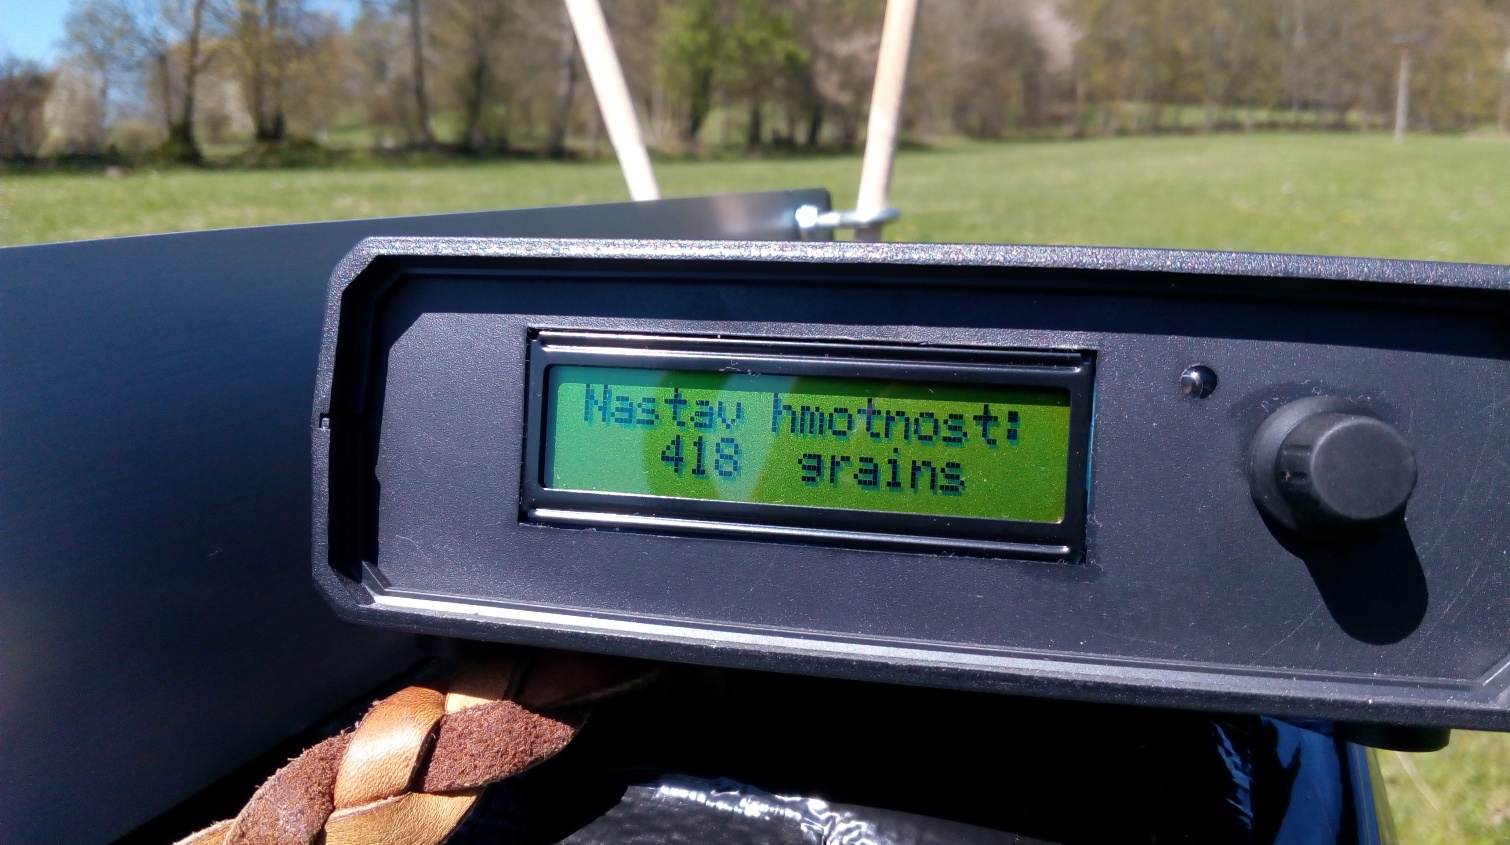 Nastav hmotnost:
418 grains